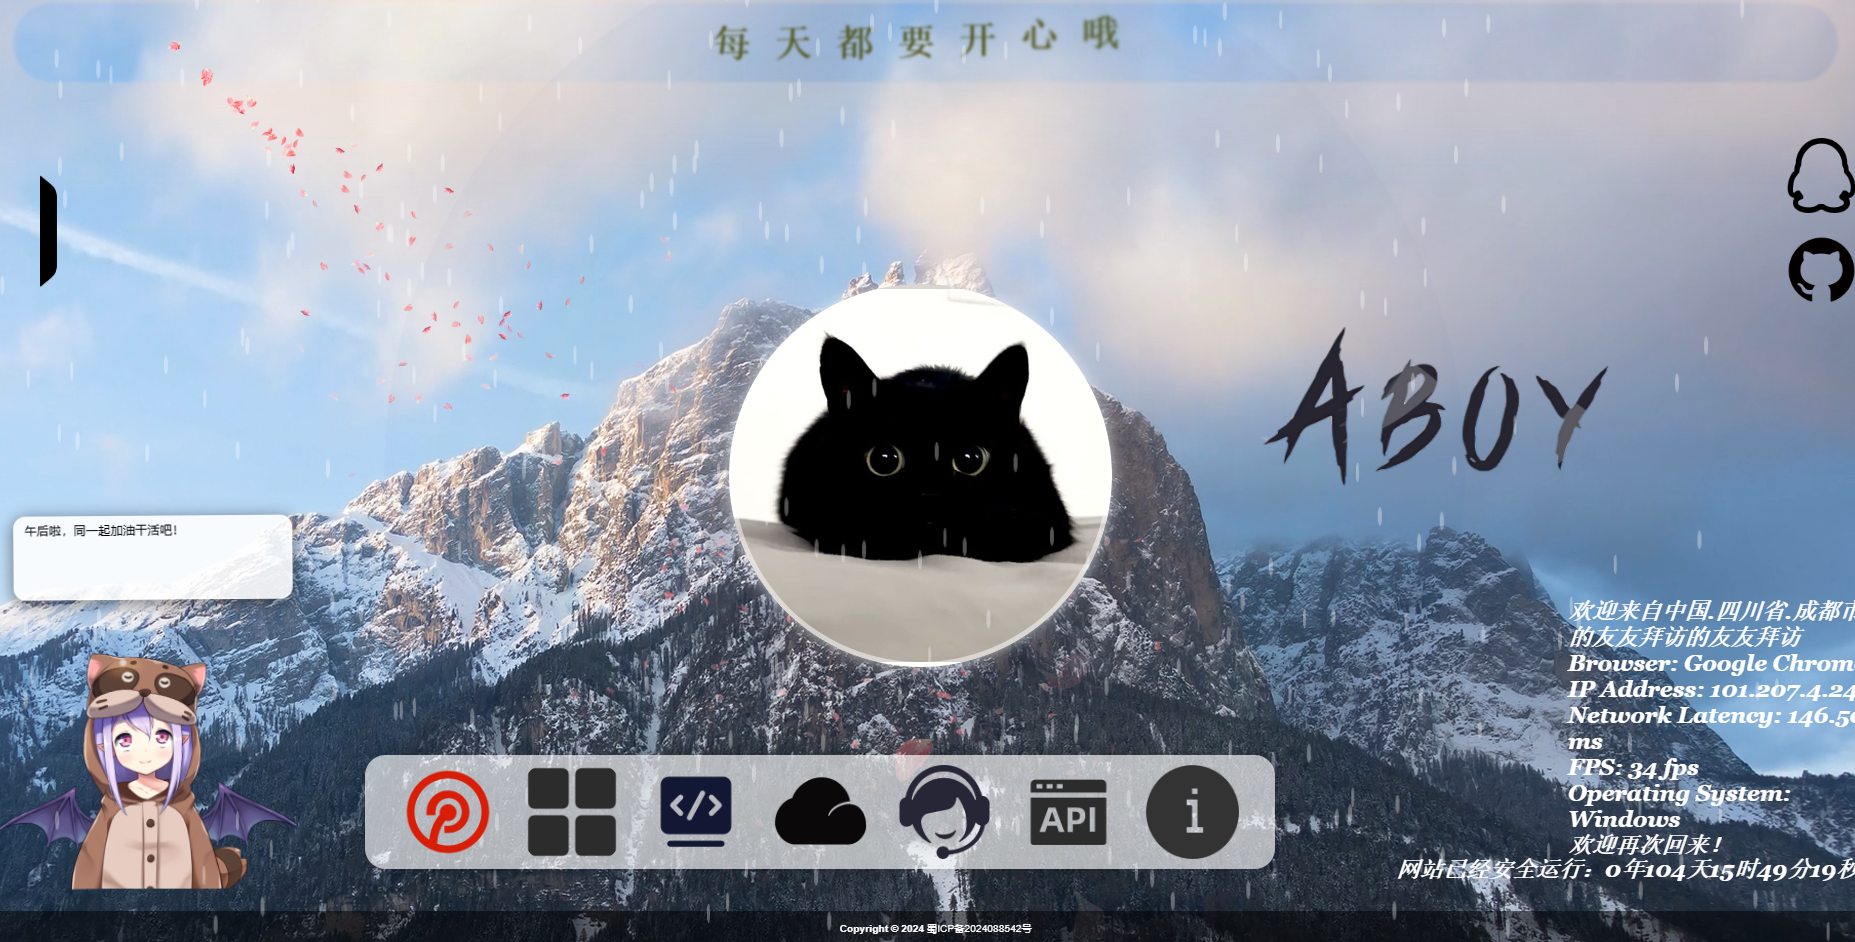 每天都要开心哦
ABOY
午后啦，同一起加油干活吧！
欢迎来自中国.四川省.成都市
的友友拜访的友友拜访
Browser: Google Chrom
IP Address: 101.207.4.24
Network Latency: 146.50
ms
FPS: 34 fps
Operating System:
Windows
欢迎再次回来！
网站已经安全运行：0年104天15时49分19秒
</>
API
i
Copyright © 2024 蜀ICP备2024088542号